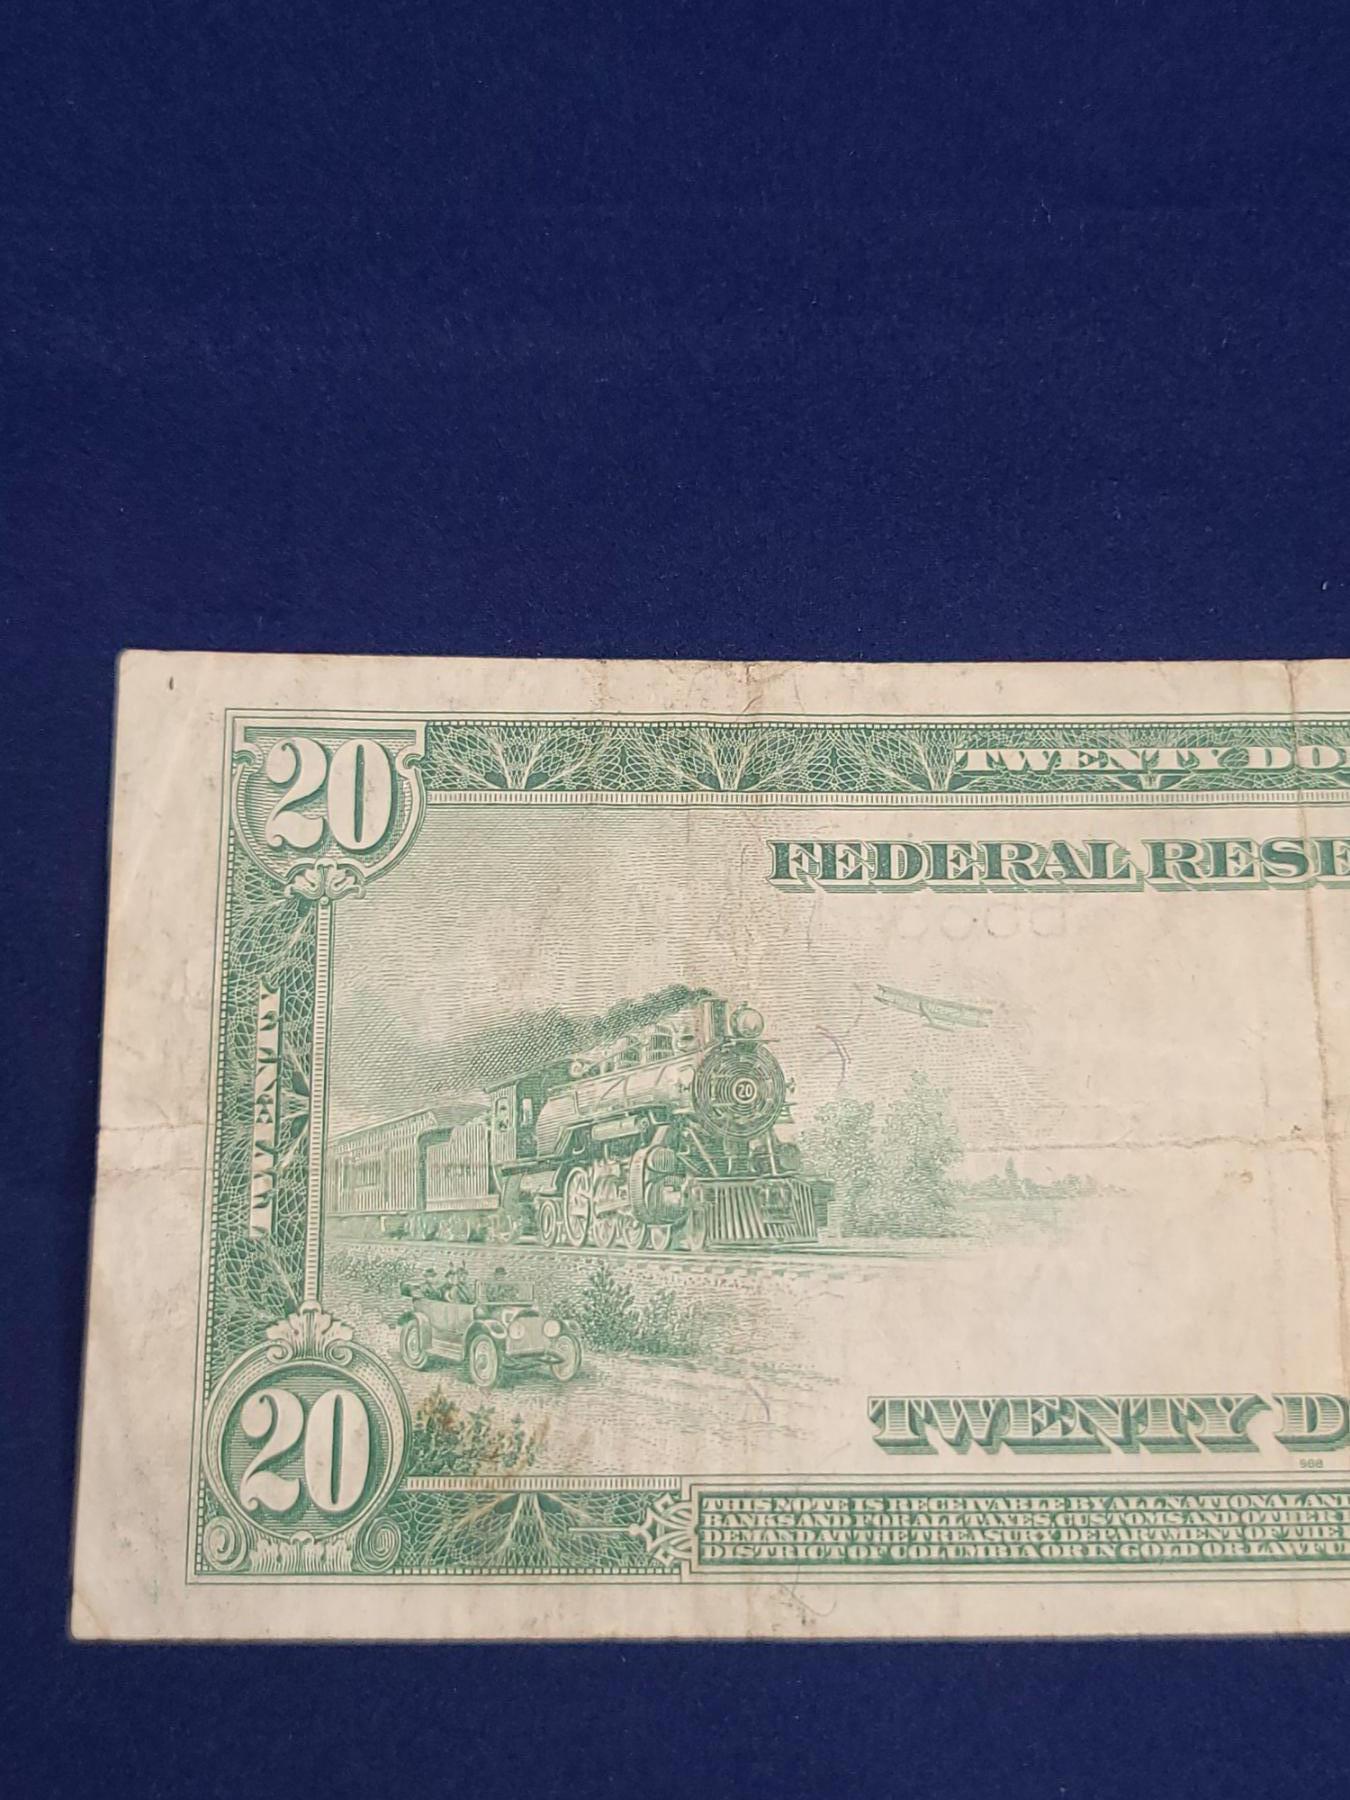 20
TWENTY DO
FEDERAL RESE
TWENTY
20
20
TWENTY D
988
THIS NOTE IS RECEIVABLE BY ALL NATIONAL AN
BANKS AND FOR ALL TAXES, CUSTOMS AND OTHER
DEMAND AT THE TREASURY DEPARTMENT OF THE
DISTRICT OF COLUMBIA OR IN GOLD OR LAWFU